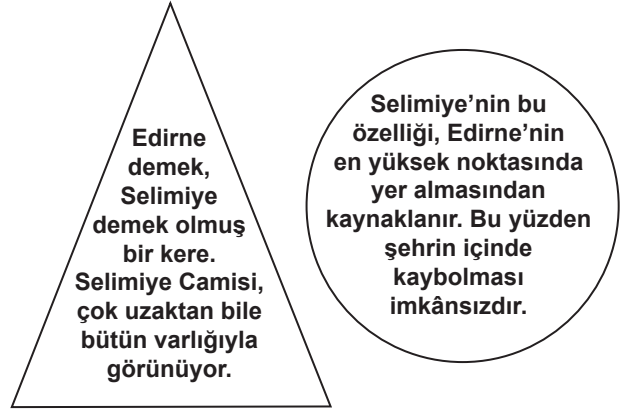 Edirne
demek,
Selimiye
demek olmuş
bir kere.
Selimiye Camisi,
çok uzaktan bile
bütün varlığıyla
görünüyor.
Selimiye’nin bu
özelliği, Edirne’nin
en yüksek noktasında
yer almasından
kaynaklanır. Bu yüzden
şehrin içinde
kaybolması
imkânsızdır.